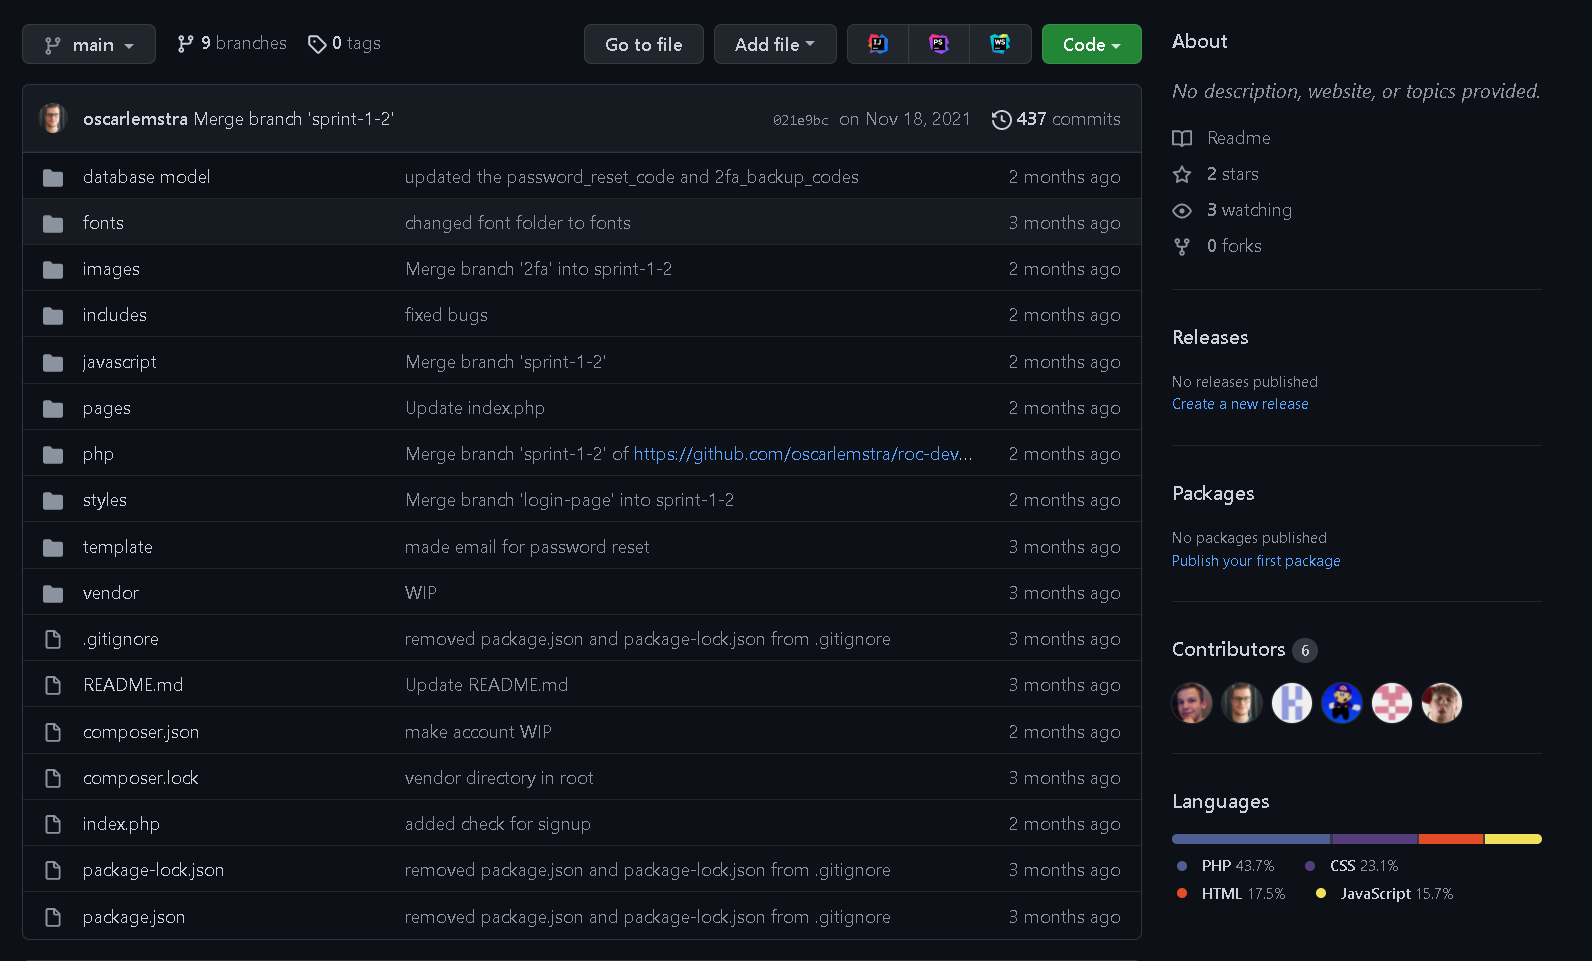 main 9 branches 0 tags Go to file Add file IJ PS WS Code
oscarlemstra Merge branch 'sprint-1-2' 021e9bc on Nov 18, 2021 437 commits
database model updated the password_reset_code and 2fa_backup_codes 2 months ago
fonts changed font folder to fonts 3 months ago
images Merge branch '2fa' into sprint-1-2 2 months ago
includes fixed bugs 2 months ago
javascript Merge branch 'sprint-1-2' 2 months ago
pages Update index.php 2 months ago
php Merge branch 'sprint-1-2' of https://github.com/oscarlemstra/roc-dev... 2 months ago
styles Merge branch 'login-page' into sprint-1-2 2 months ago
template made email for password reset 3 months ago
vendor WIP 3 months ago
.gitignore removed package.json and package-lock.json from .gitignore 3 months ago
README.md Update README.md 3 months ago
composer.json make account WIP 2 months ago
composer.lock vendor directory in root 3 months ago
index.php added check for signup 2 months ago
package-lock.json removed package.json and package-lock.json from .gitignore 3 months ago
package.json removed package.json and package-lock.json from .gitignore 3 months ago
About
No description, website, or topics provided.
Readme
2 stars
3 watching
0 forks
Releases
No releases published
Create a new release
Packages
No packages published
Publish your first package
Contributors 6
Languages
PHP 43.7% CSS 23.1%
HTML 17.5% JavaScript 15.7%